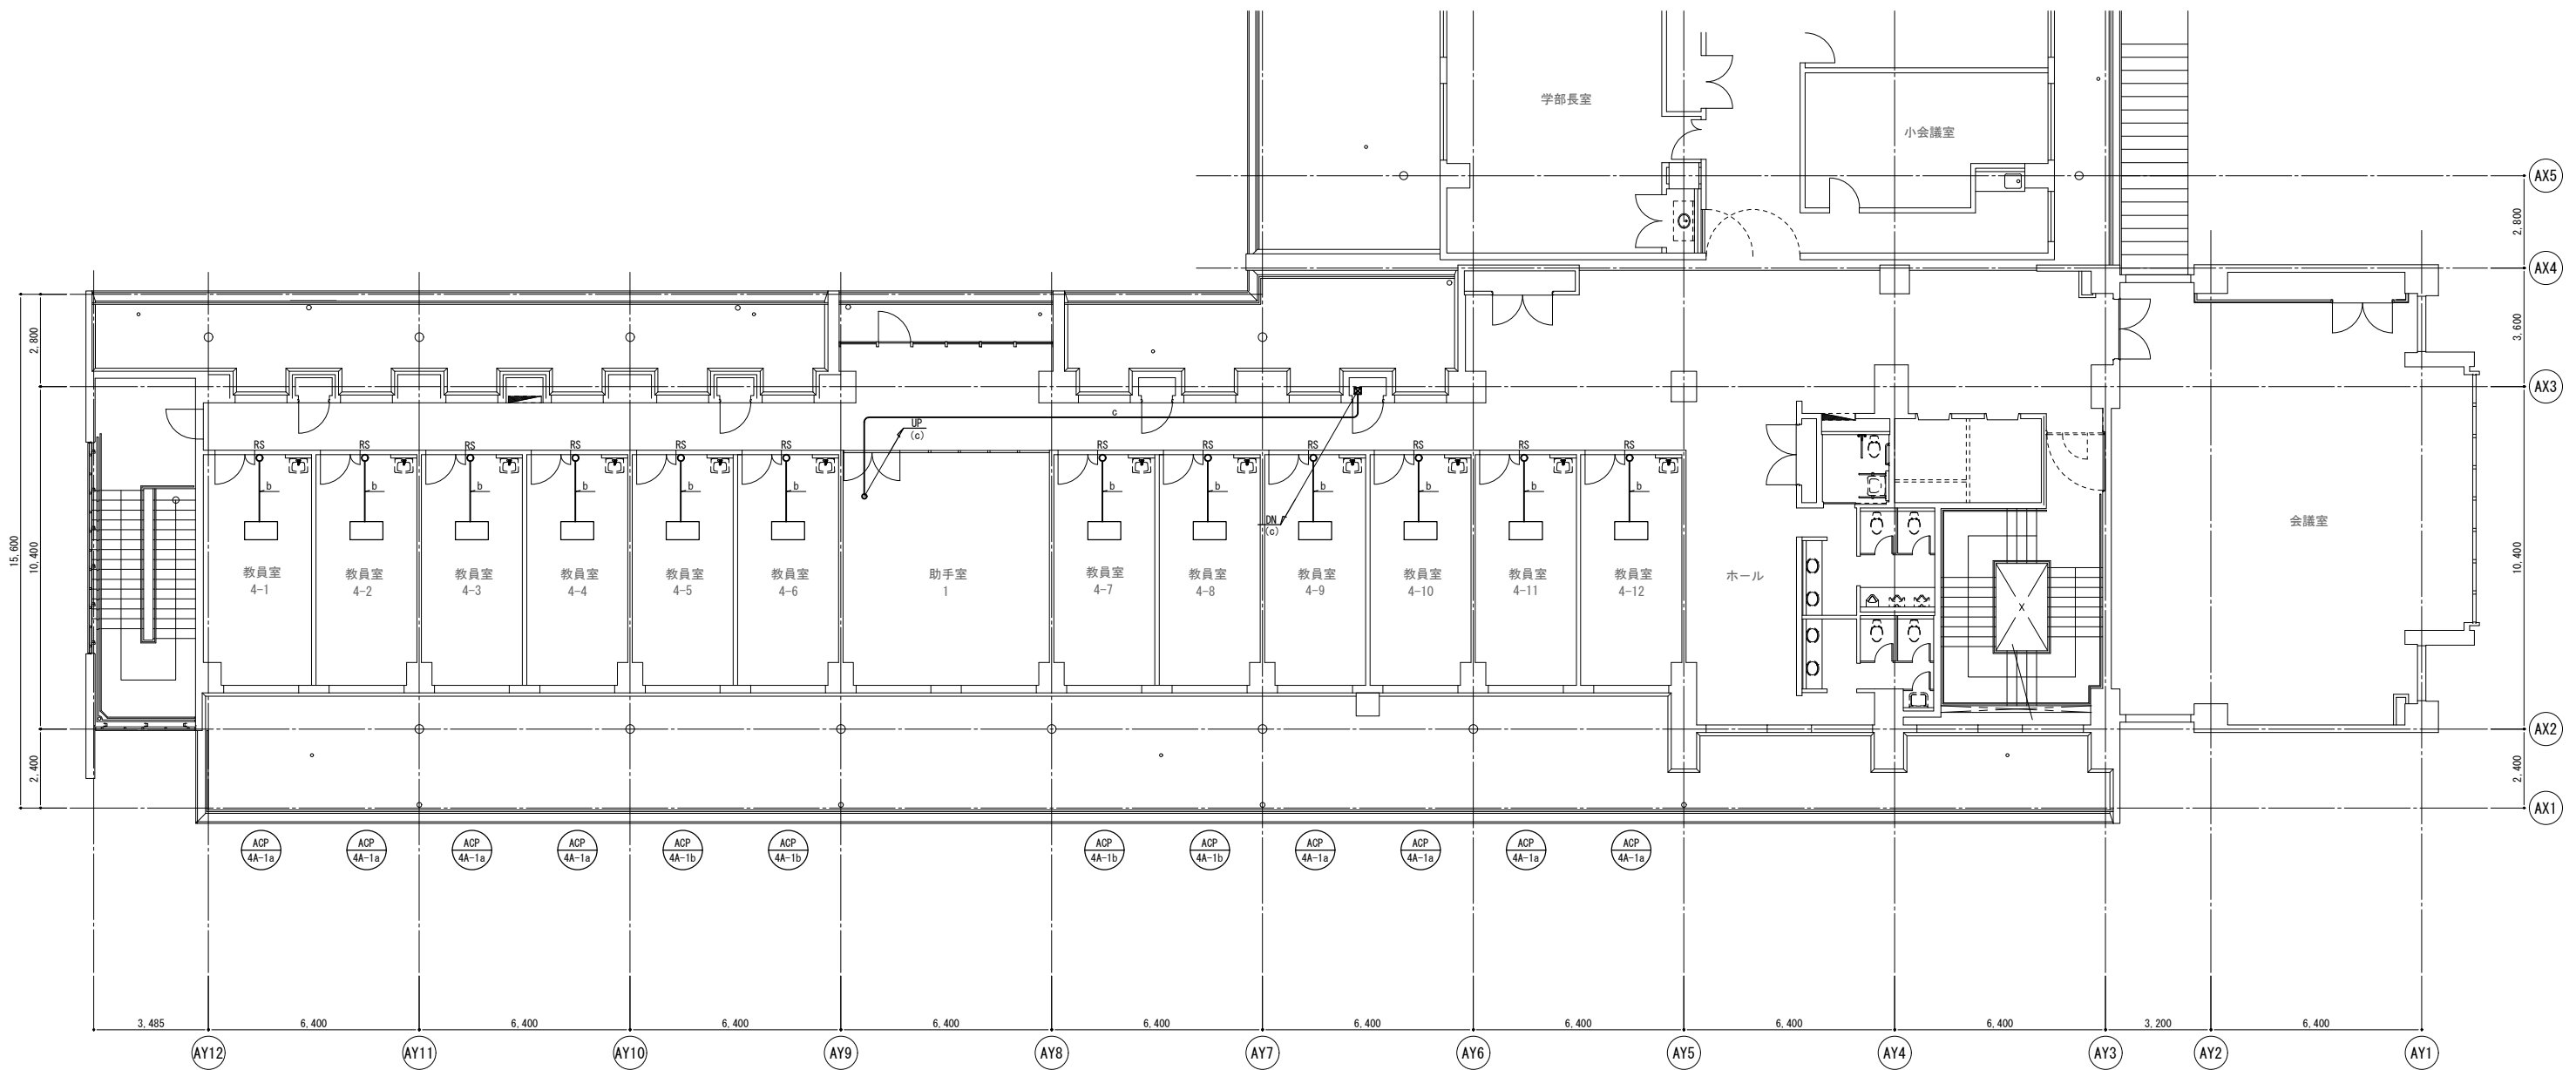 学部長室
小会議室
AX5
2,800
AX4
2,800
3,600
AX3
c
UP
(c)
RS
RS
RS
RS
RS
RS
RS
RS
RS
RS
RS
RS
b
b
b
b
b
b
b
b
b
b
b
b
DN
(c)
会議室
15,600
10,400
10,400
教員室
4-1
教員室
4-2
教員室
4-3
教員室
4-4
教員室
4-5
教員室
4-6
助手室
1
教員室
4-7
教員室
4-8
教員室
4-9
教員室
4-10
教員室
4-11
教員室
4-12
ホール
X
AX2
2,400
2,400
AX1
ACP
4A-1a
ACP
4A-1a
ACP
4A-1a
ACP
4A-1a
ACP
4A-1b
ACP
4A-1b
ACP
4A-1b
ACP
4A-1b
ACP
4A-1a
ACP
4A-1a
ACP
4A-1a
ACP
4A-1a
3,485
6,400
6,400
6,400
6,400
6,400
6,400
6,400
6,400
6,400
3,200
6,400
AY12
AY11
AY10
AY9
AY8
AY7
AY6
AY5
AY4
AY3
AY2
AY1